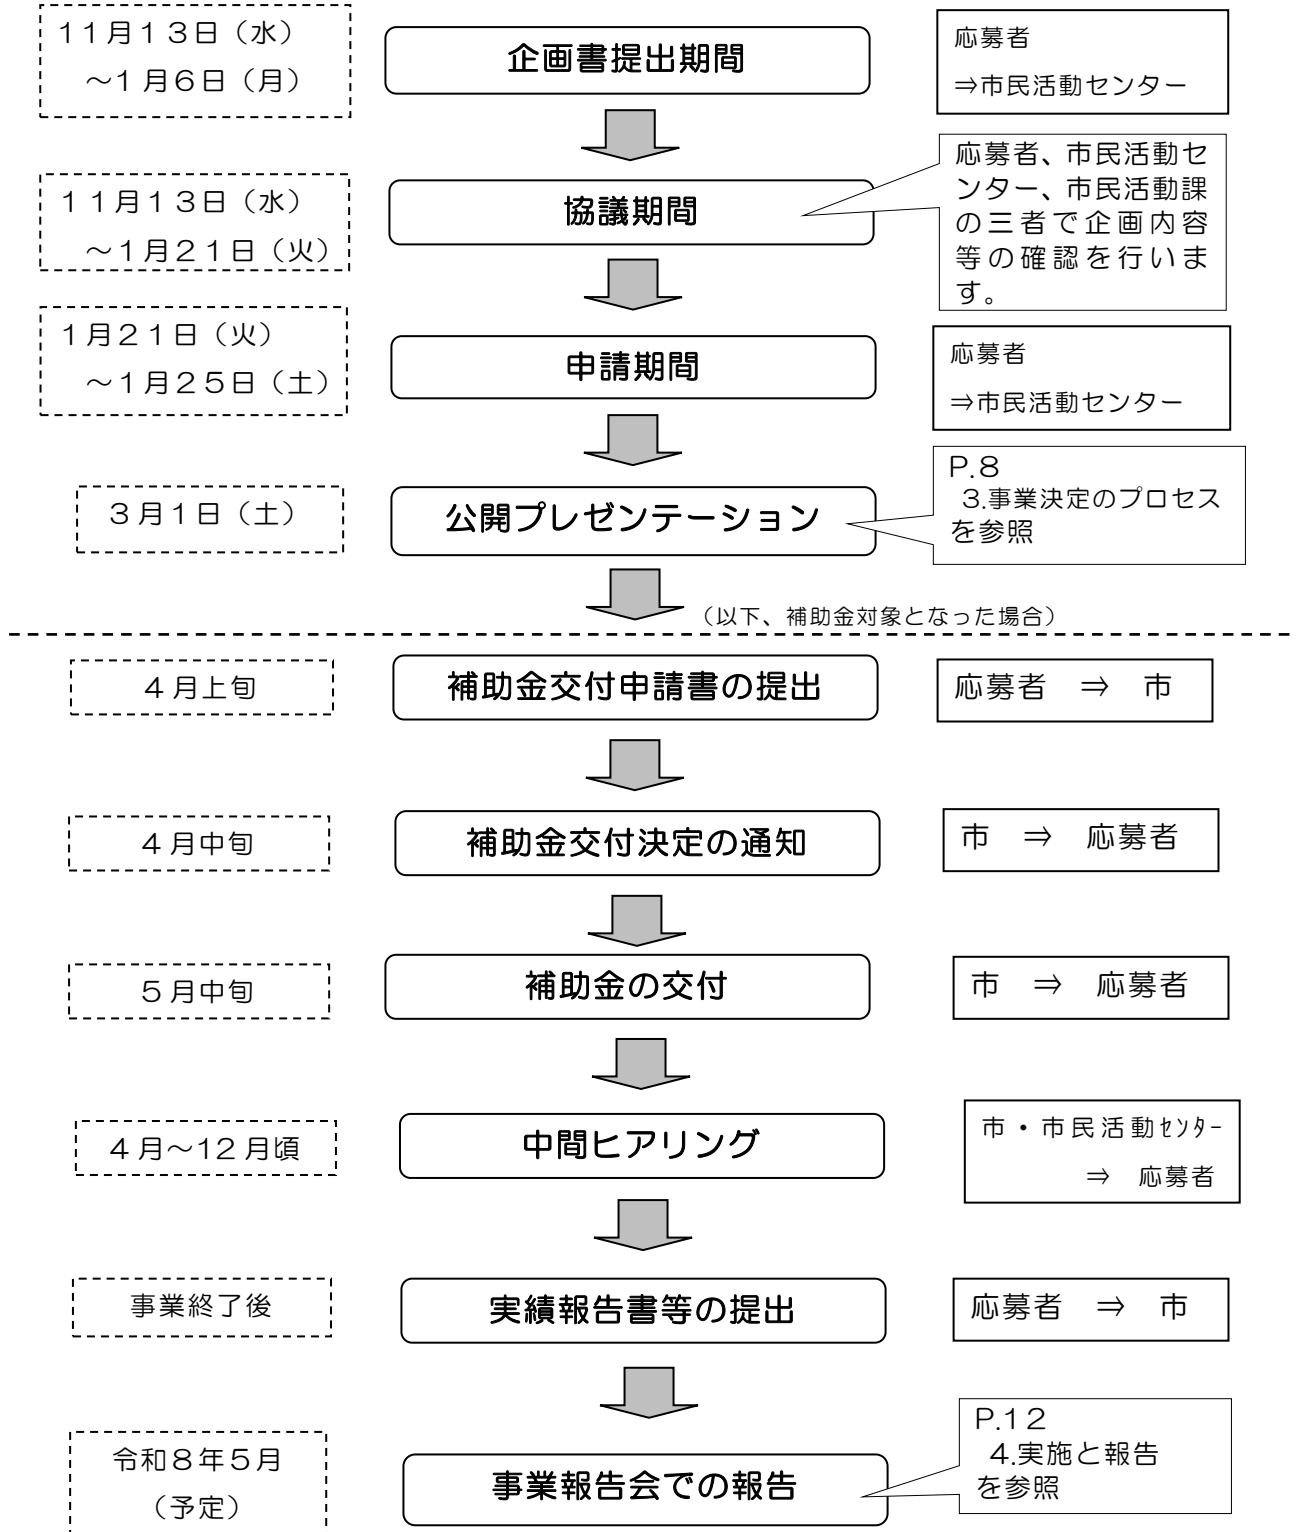 １１月１３日（水）
～１月６日（月）
企画書提出期間
応募者
⇒市民活動センター
１１月１３日（水）
～１月２１日（火）
協議期間
応募者、市民活動セ
ンター、市民活動課
の三者で企画内容
等の確認を行いま
す。
１月２１日（火）
～１月２５日（土）
申請期間
応募者
⇒市民活動センター
３月１日（土）
公開プレゼンテーション
P.８
３.事業決定のプロセス
を参照
（以下、補助金対象となった場合）
４月上旬
補助金交付申請書の提出
応募者　⇒　市
４月中旬
補助金交付決定の通知
市　⇒　応募者
５月中旬
補助金の交付
市　⇒　応募者
４月～12月頃
中間ヒアリング
市・市民活動ｾﾝﾀｰ
⇒　応募者
事業終了後
実績報告書等の提出
応募者　⇒　市
令和８年５月
（予定）
事業報告会での報告
P.１２
４.実施と報告
を参照